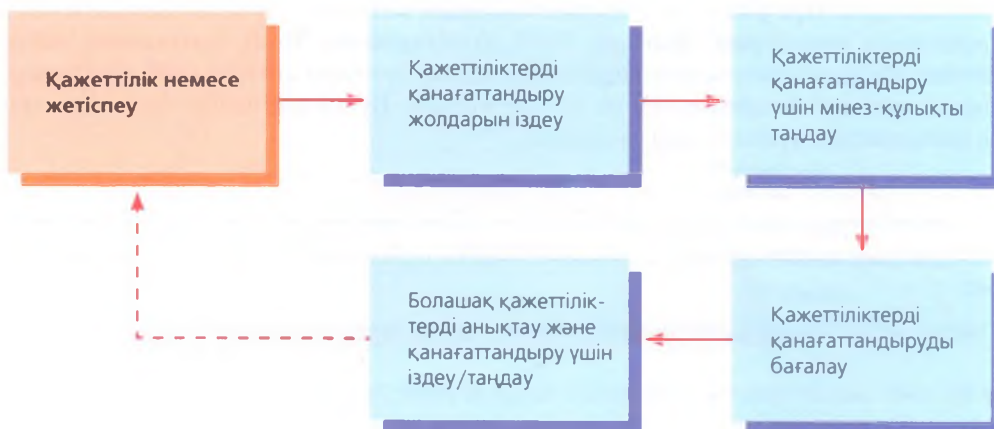 Қажеттілік немесе
жетіспеу
Қажеттіліктерді
қанағаттандыру
жолдарын іздеу
Қажеттіліктерді
қанағаттандыру
үшін мінез-құлықты
таңдау
Қажеттіліктерді
қанағаттандыруды
бағалау
Болашақ қажеттілік-
терді анықтау және
қанағаттандыру үшін
іздеу/таңдау